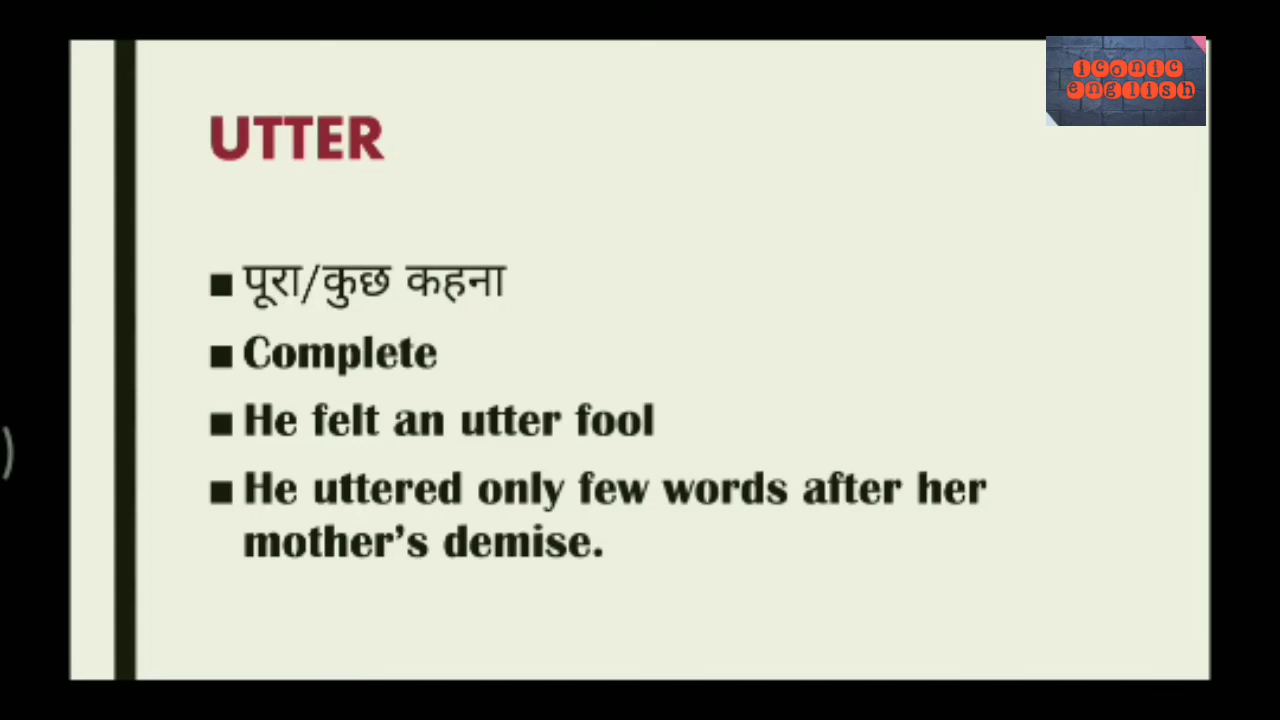 iconic
english
UTTER
पूरा/कुछ कहना
Complete
He felt an utter fool
He uttered only few words after her
mother’s demise.